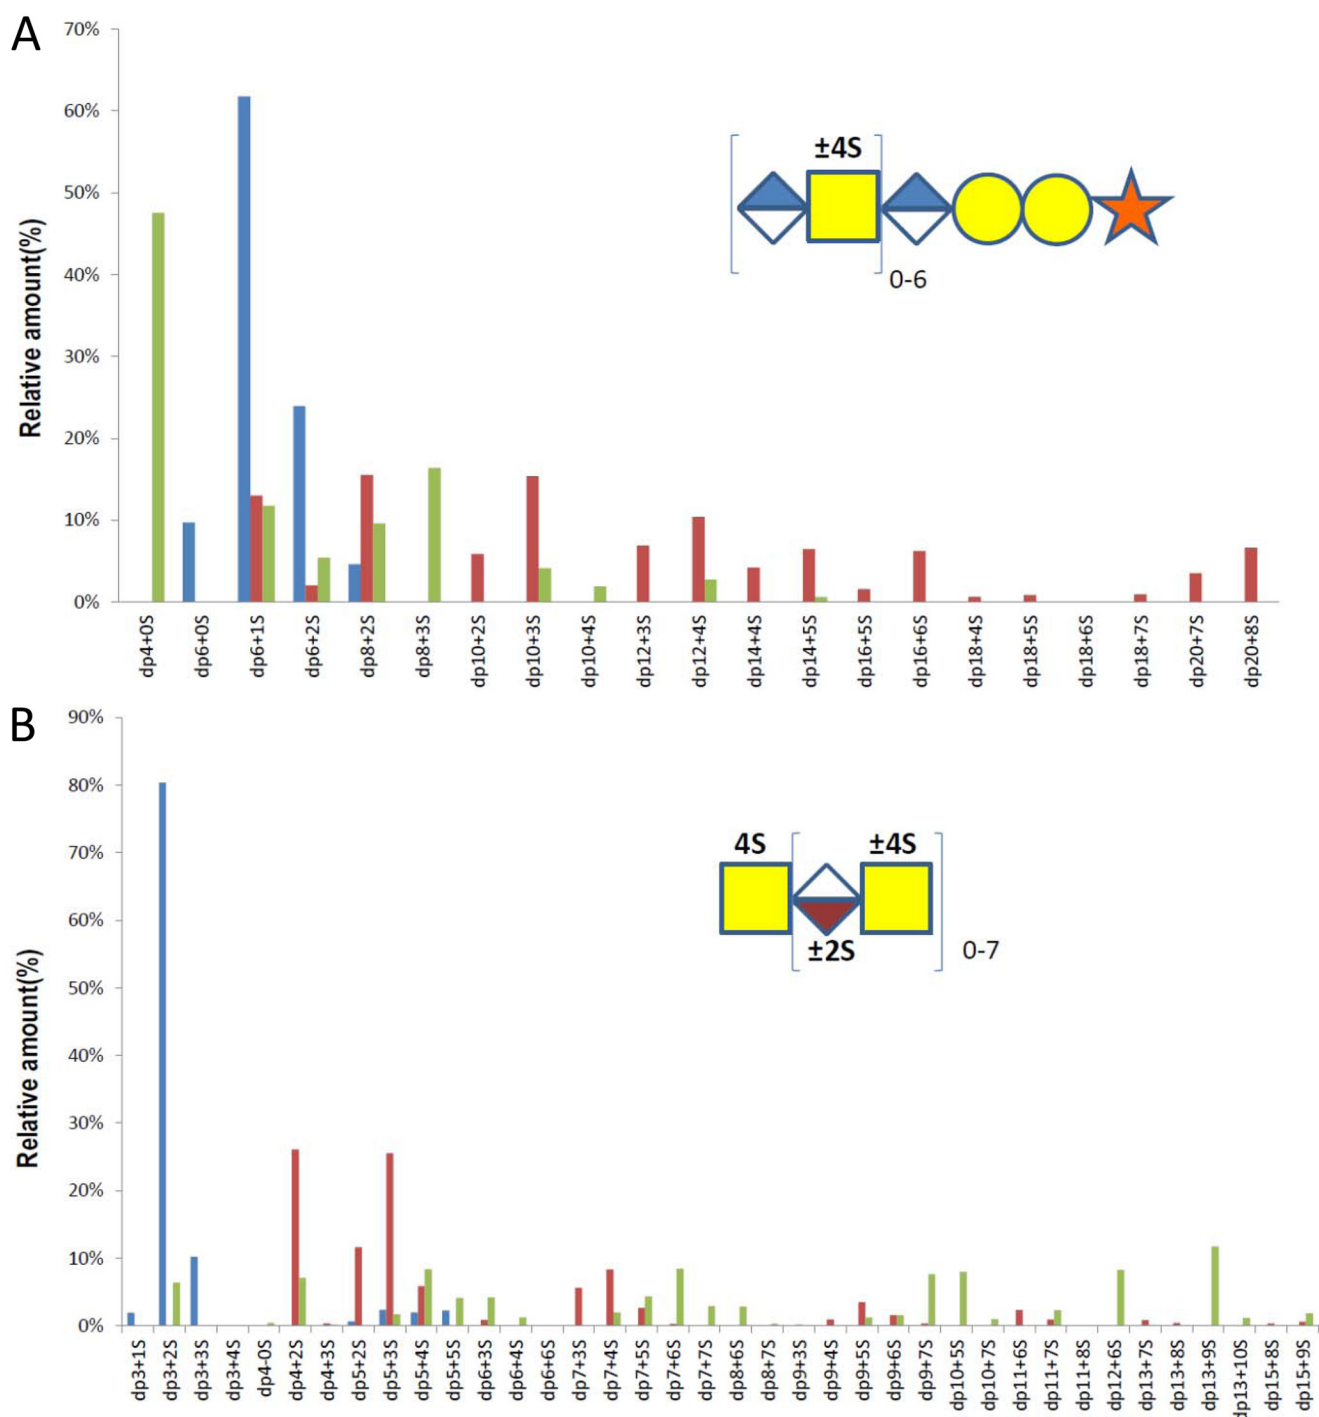 A
70%
60%
50%
40%
30%
20%
10%
0%
Relative amount(%)
±4S
0-6
dp4+0S
dp6+0S
dp6+1S
dp6+2S
dp8+2S
dp8+3S
dp10+2S
dp10+3S
dp10+4S
dp12+3S
dp12+4S
dp14+4S
dp14+5S
dp16+5S
dp16+6S
dp18+4S
dp18+5S
dp18+6S
dp18+7S
dp20+7S
dp20+8S
B
90%
80%
70%
60%
50%
40%
30%
20%
10%
0%
Relative amount(%)
4S ±4S
±2S
0-7
dp3+1S
dp3+2S
dp3+3S
dp3+4S
dp4-0S
dp4+2S
dp4+3S
dp5+2S
dp5+3S
dp5+4S
dp5+5S
dp6+3S
dp6+4S
dp6+6S
dp7+3S
dp7+4S
dp7+5S
dp7+6S
dp7+7S
dp8+6S
dp8+7S
dp9+3S
dp9+4S
dp9+5S
dp9+6S
dp9+7S
dp10+5S
dp10+7S
dp11+6S
dp11+7S
dp11+8S
dp12+6S
dp13+7S
dp13+8S
dp13+9S
dp13+10S
dp15+8S
dp15+9S